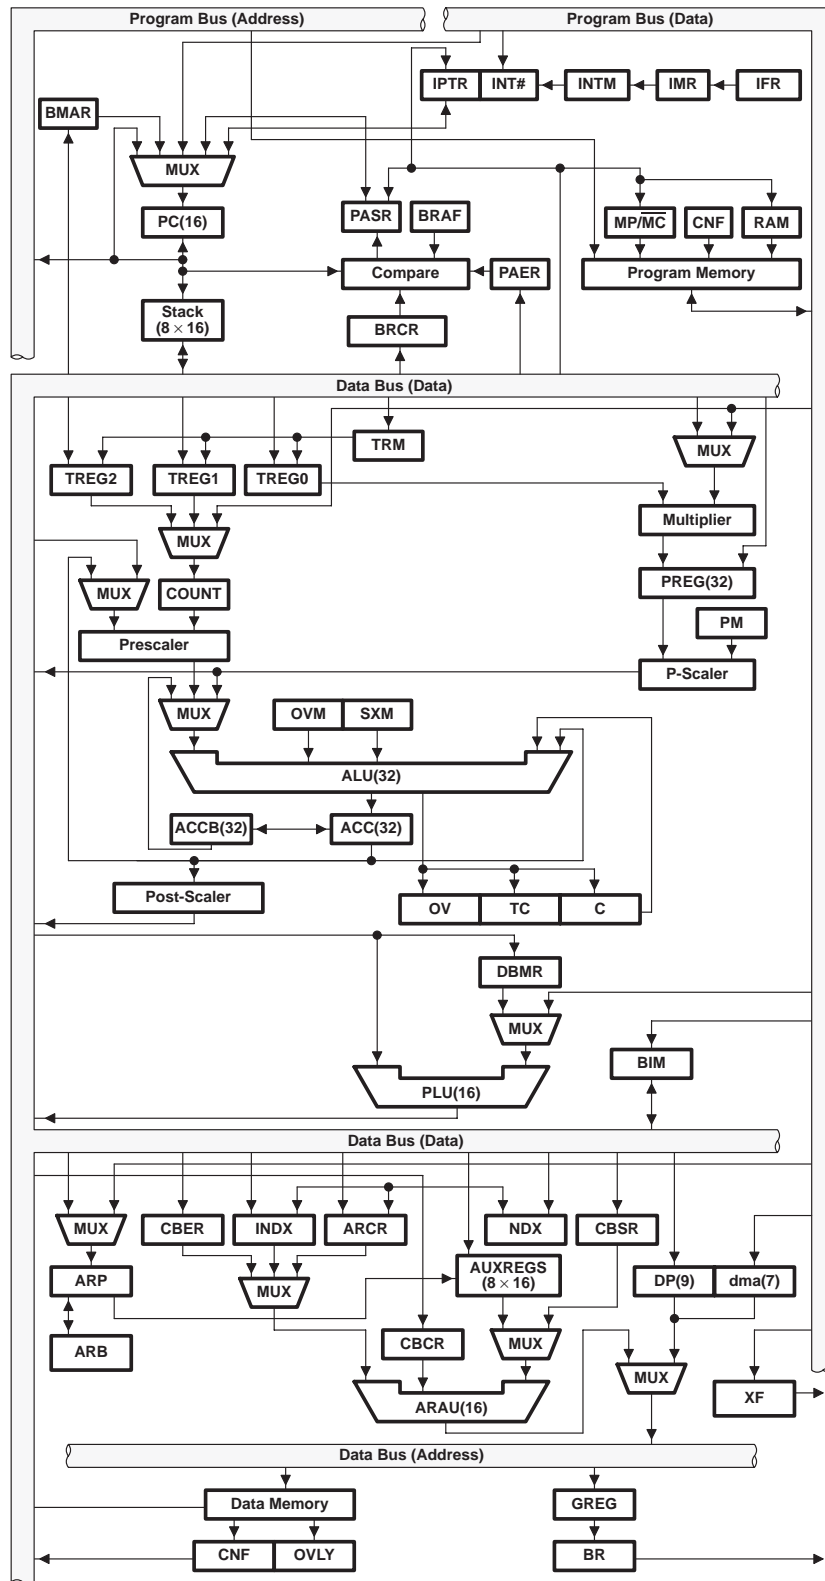 Program Bus (Address)
Program Bus (Data)
IPTR
INT#
INTM
IMR
IFR
BMAR
MUX
PC(16)
PASR
BRAF
MP/M̅C̅
CNF
RAM
Compare
PAER
Program Memory
Stack
(8 × 16)
BRCR
Data Bus (Data)
TRM
MUX
TREG2
TREG1
TREG0
Multiplier
MUX
MUX
COUNT
PREG(32)
PM
Prescaler
P-Scaler
MUX
OVM
SXM
ALU(32)
ACCB(32)
ACC(32)
Post-Scaler
OV
TC
C
DBMR
MUX
BIM
PLU(16)
Data Bus (Data)
MUX
CBER
INDX
ARCR
NDX
CBSR
ARP
MUX
AUXREGS
(8 × 16)
DP(9)
dma(7)
ARB
CBCR
MUX
MUX
XF
ARAU(16)
Data Bus (Address)
Data Memory
GREG
CNF
OVLY
BR